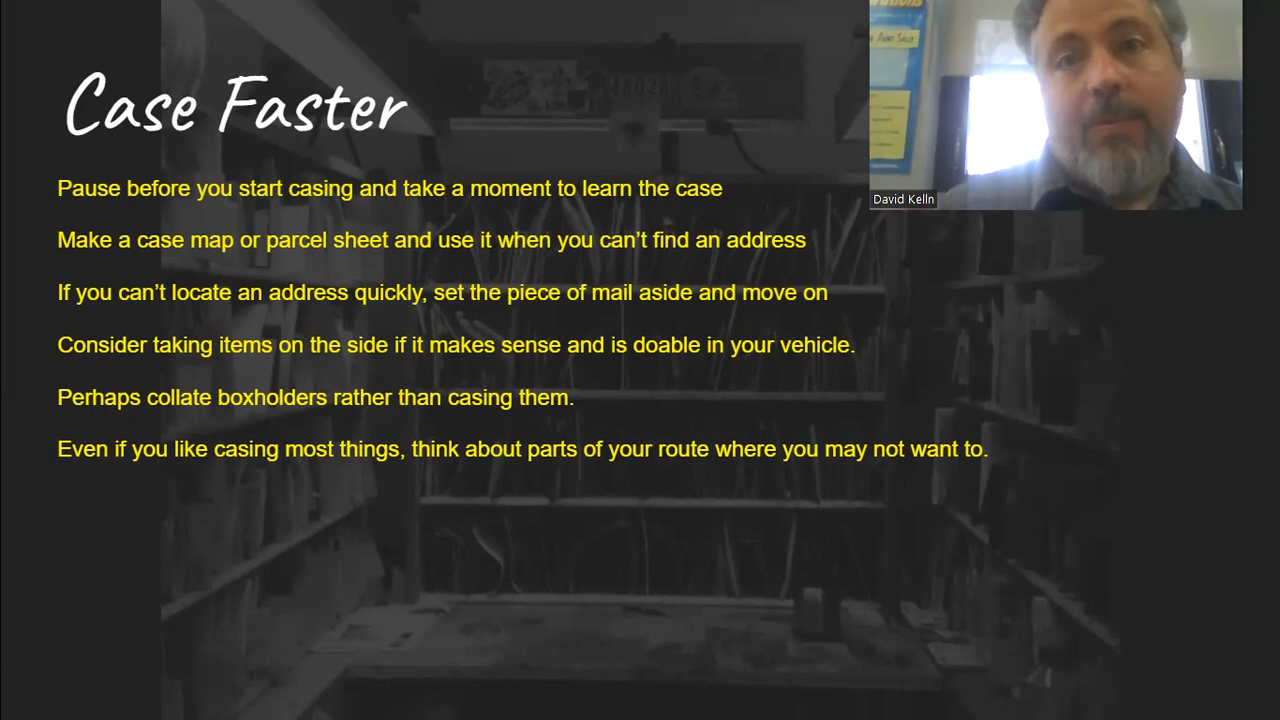 Case Faster
Pause before you start casing and take a moment to learn the case
Make a case map or parcel sheet and use it when you can’t find an address
If you can’t locate an address quickly, set the piece of mail aside and move on
Consider taking items on the side if it makes sense and is doable in your vehicle.
Perhaps collate boxholders rather than casing them.
Even if you like casing most things, think about parts of your route where you may not want to.
David Kelln